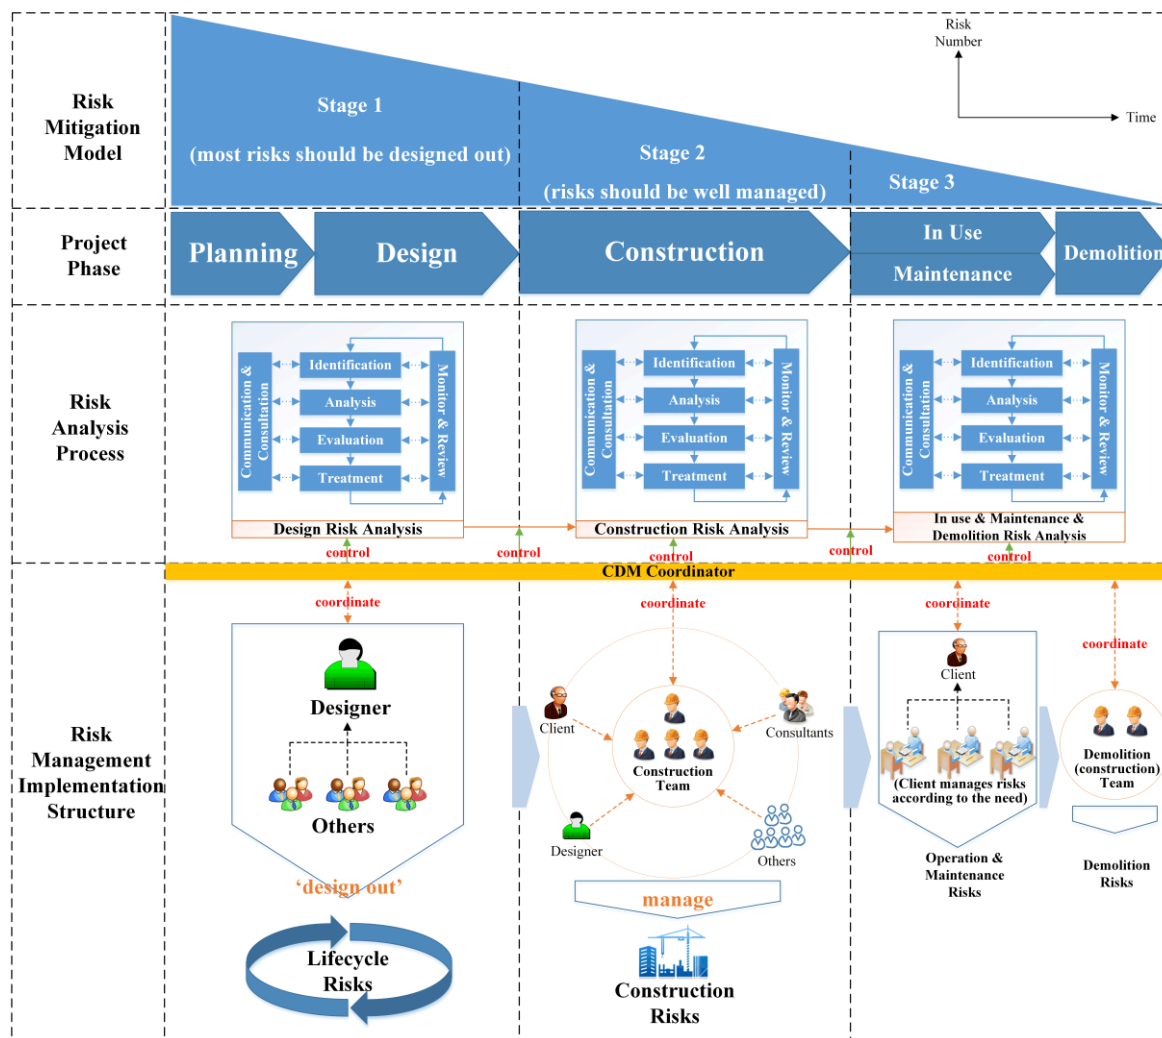 Risk
Mitigation
Model
Stage 1
(most risks should be designed out)
Stage 2
(risks should be well managed)
Stage 3
Risk
Number
Time
Project
Phase
Planning
Design
Construction
In Use
Maintenance
Demolition
Risk
Analysis
Process
Communication &
Consultation
Identification
Analysis
Evaluation
Treatment
Monitor & Review
Design Risk Analysis
Communication &
Consultation
Identification
Analysis
Evaluation
Treatment
Monitor & Review
Construction Risk Analysis
Communication &
Consultation
Identification
Analysis
Evaluation
Treatment
Monitor & Review
In use & Maintenance &
Demolition Risk Analysis
control
control
control
control
control
CDM Coordinator
Risk
Management
Implementation
Structure
coordinate
Designer
Others
'design out'
Lifecycle
Risks
coordinate
Client
Consultants
Construction
Team
Designer
Others
manage
Construction
Risks
coordinate
Client
(Client manages risks
according to the need)
Operation &
Maintenance
Risks
coordinate
Demolition
(construction)
Team
Demolition
Risks